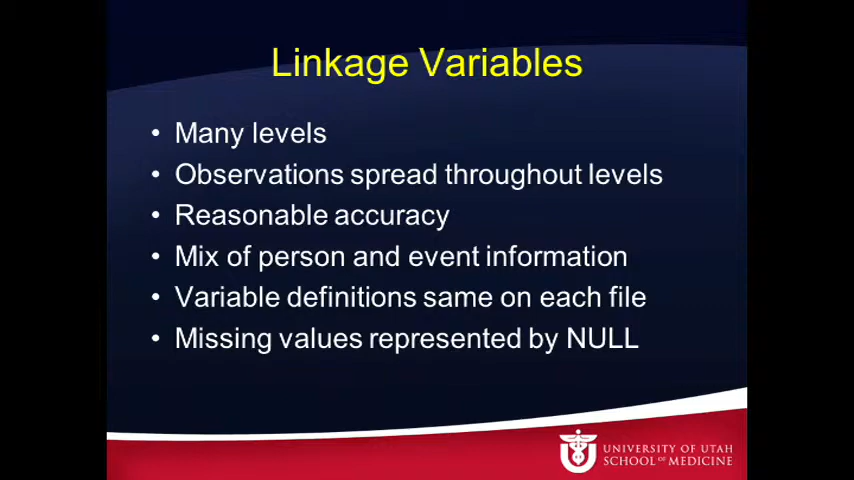 Linkage Variables
• Many levels
• Observations spread throughout levels
• Reasonable accuracy
• Mix of person and event information
• Variable definitions same on each file
• Missing values represented by NULL
UNIVERSITY OF UTAH
SCHOOL OF MEDICINE